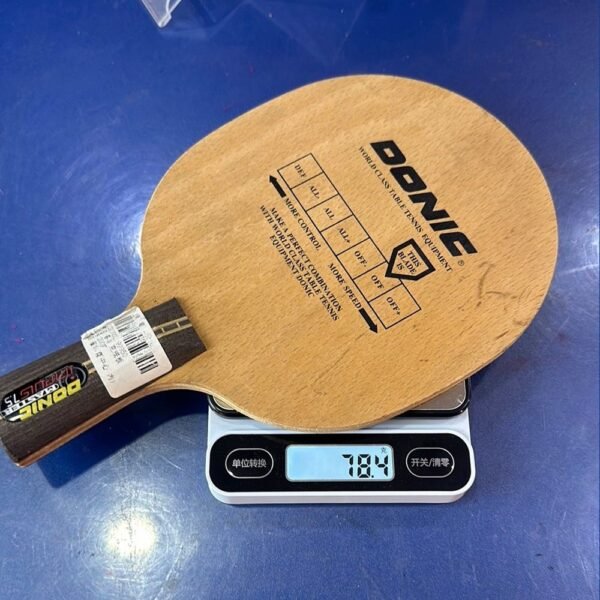 DONIC®
WORLD CLASS TABLE TENNIS EQUIPMENT
DEF
ALL-
ALL
ALL+
OFF-
OFF
OFF+
THIS
BLADE
IS
MORE CONTROL
MORE SPEED
MAKE A PERFECT COMBINATION
WITH WORLD CLASS TABLE TENNIS
EQUIPMENT DONIC
DONIC
单位转换
78.4
克
开关/清零